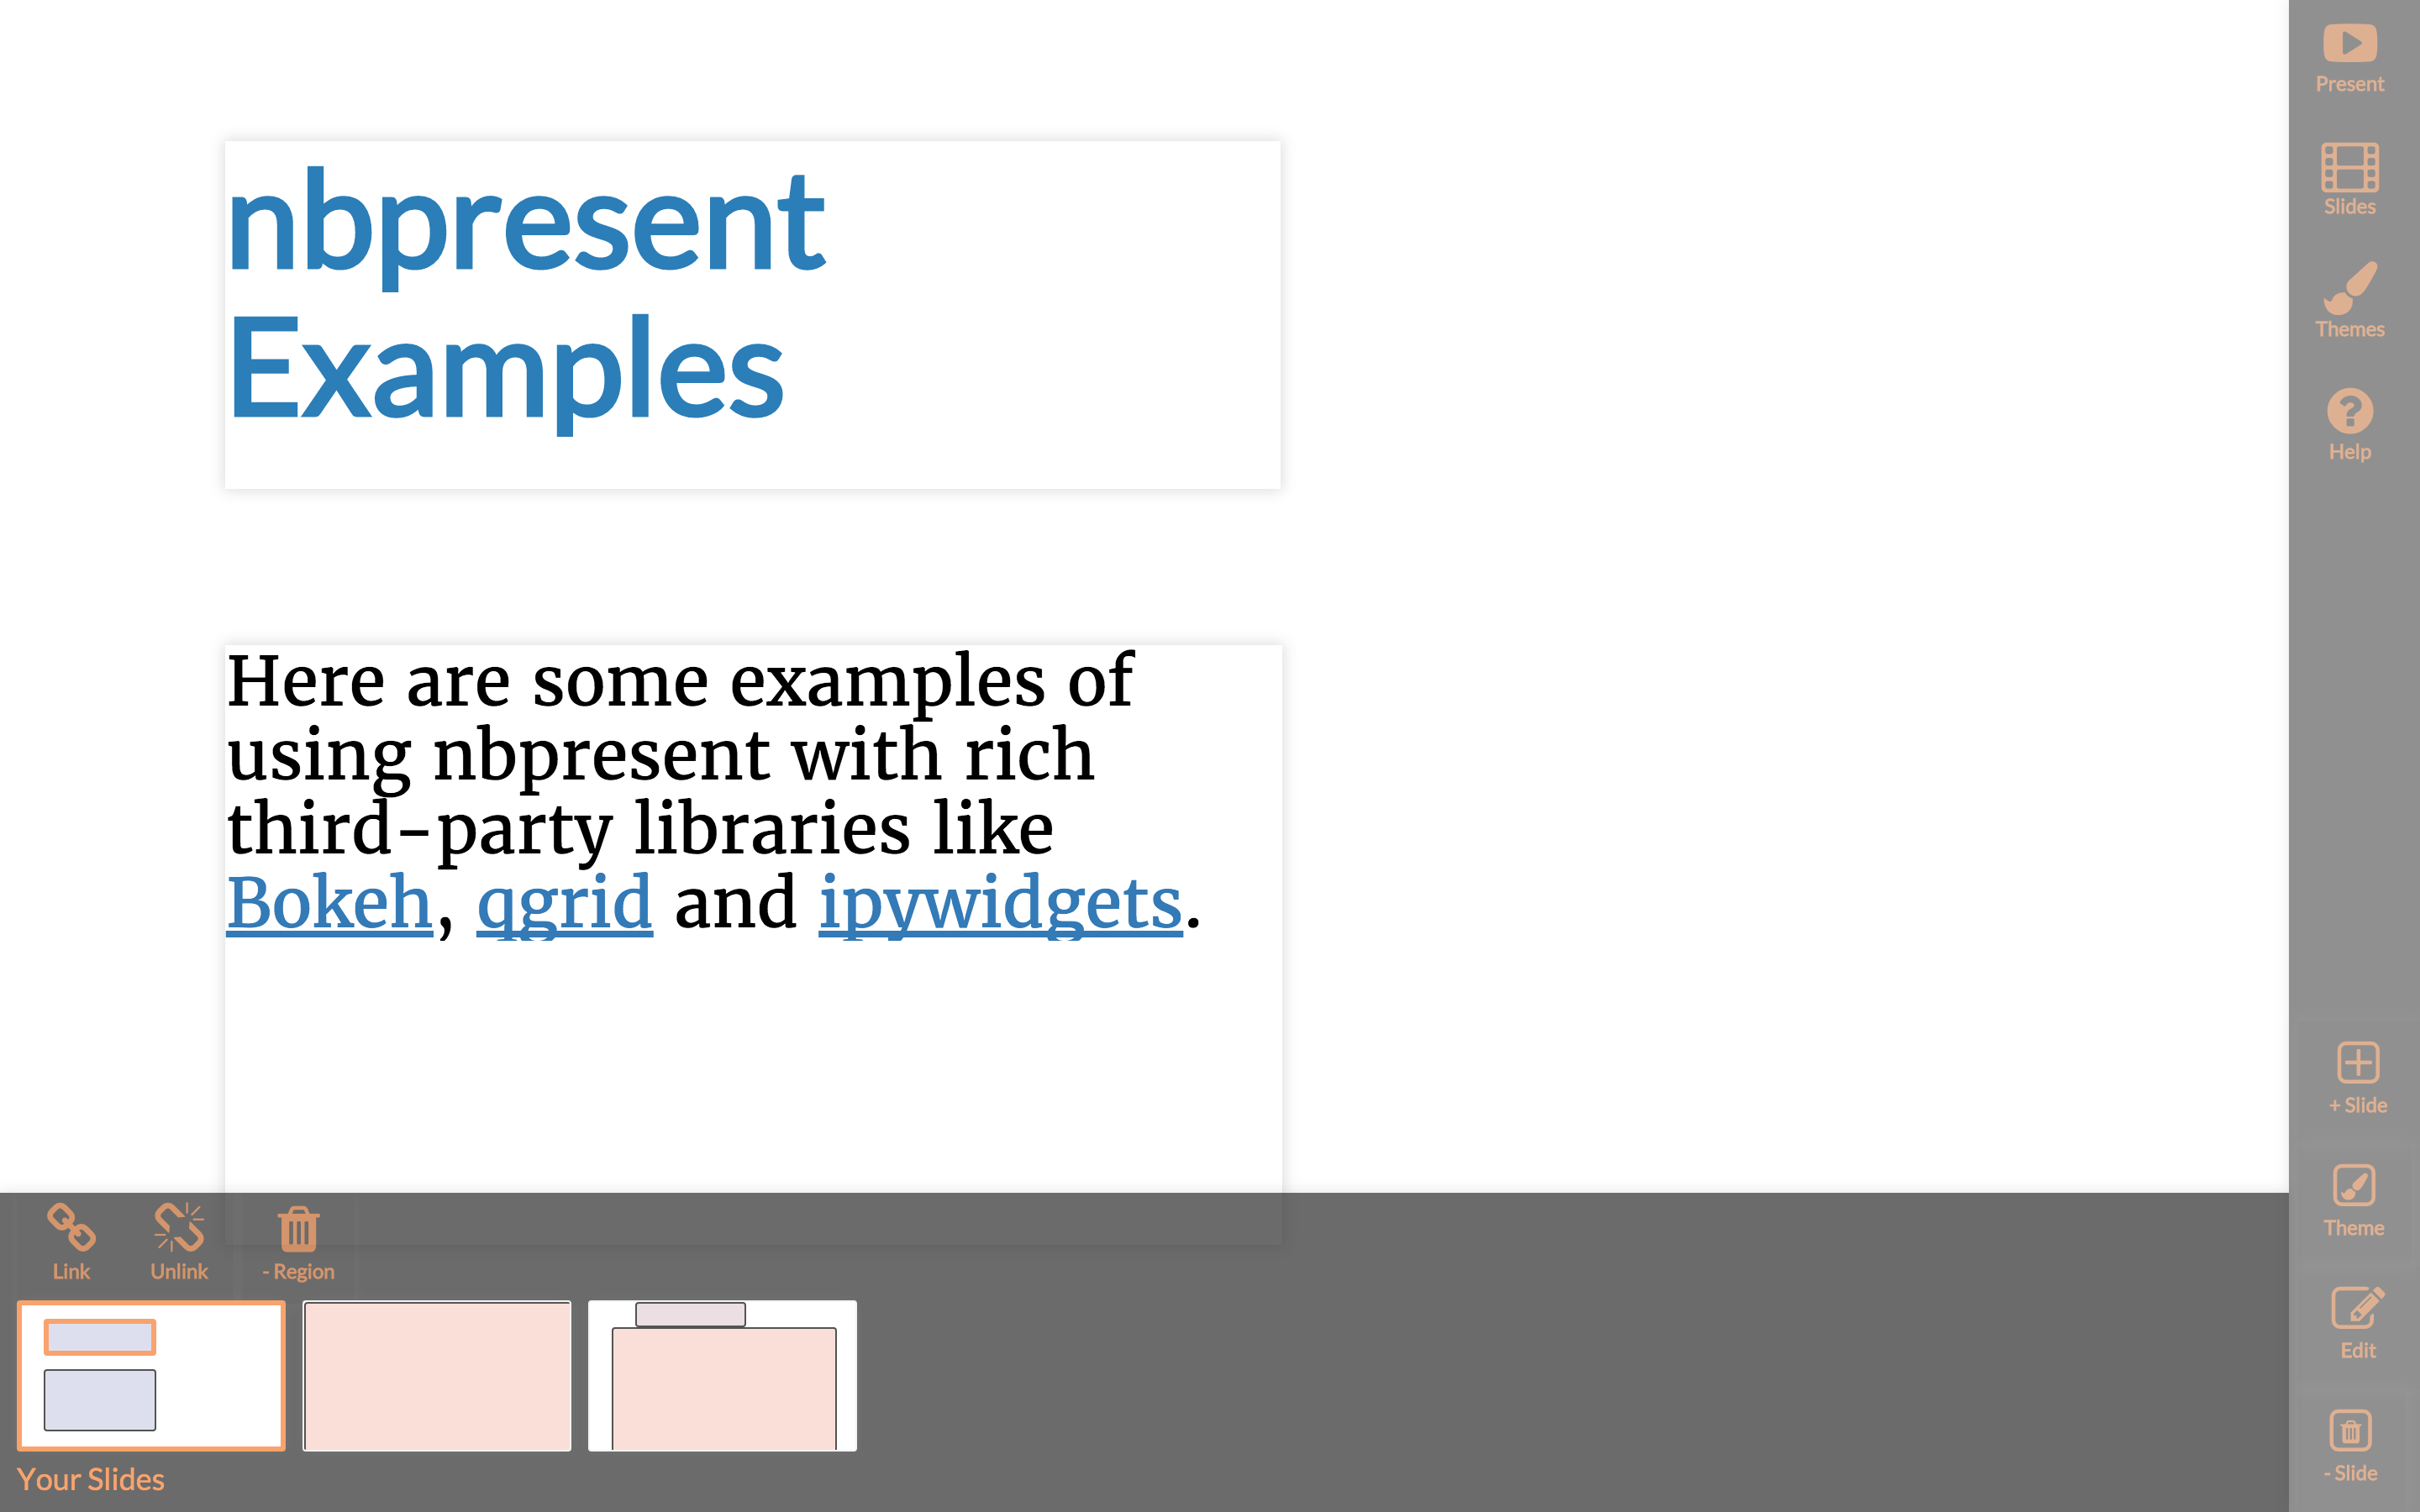 nbpresent
Examples
Here are some examples of
using nbpresent with rich
third-party libraries like
Bokeh, qgrid and ipywidgets.
Present
Slides
Themes
Help
+ Slide
Theme
Edit
- Slide
Link
Unlink
- Region
Your Slides